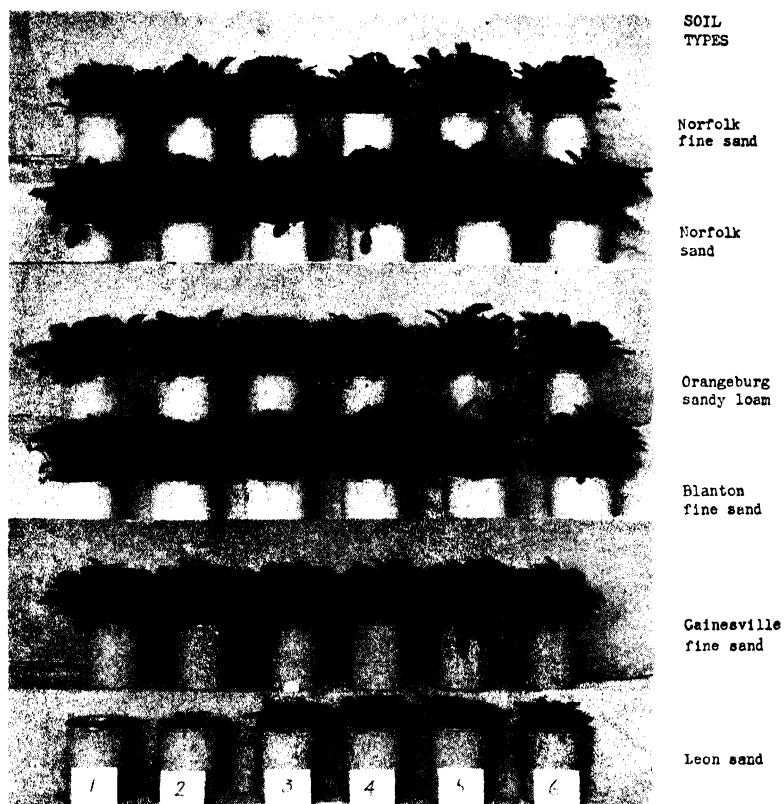 SOIL
TYPES
Norfolk
fine sand
Norfolk
sand
Orangeburg
sandy loam
Blanton
fine sand
Gainesville
fine sand
Leon sand
1 2 3 4 5 6